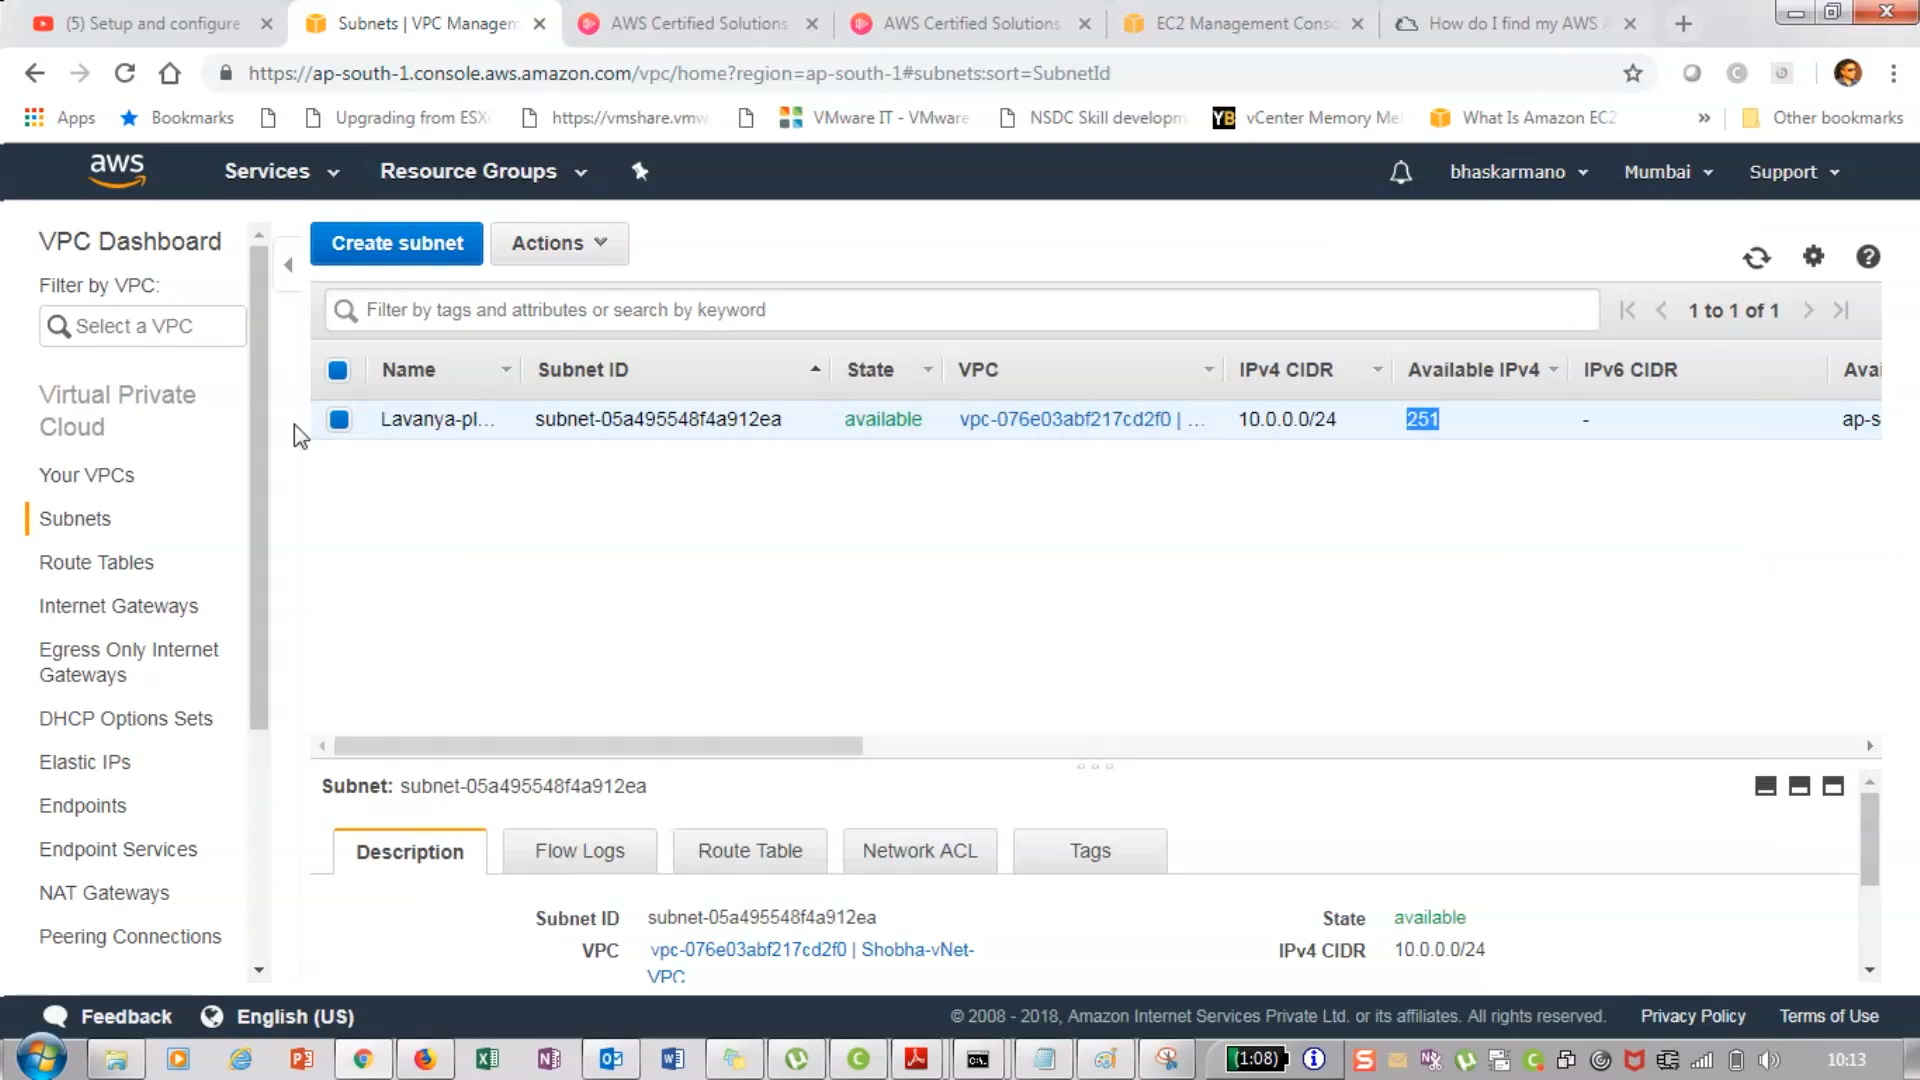 (5) Setup and configure
Subnets | VPC Managem
AWS Certified Solutions
AWS Certified Solutions
EC2 Management Cons
How do I find my AWS
https://ap-south-1.console.aws.amazon.com/vpc/home?region=ap-south-1#subnets:sort=SubnetId
Apps
Bookmarks
Upgrading from ESX
https://vmshare.vmw
VMware IT - VMware
NSDC Skill developm
YB
vCenter Memory Me
What Is Amazon EC2
»
Other bookmarks
aws
Services
Resource Groups
bhaskarmano
Mumbai
Support
VPC Dashboard
Filter by VPC:
Select a VPC
Virtual Private
Cloud
Your VPCs
Subnets
Route Tables
Internet Gateways
Egress Only Internet
Gateways
DHCP Options Sets
Elastic IPs
Endpoints
Endpoint Services
NAT Gateways
Peering Connections
Create subnet
Actions
Filter by tags and attributes or search by keyword
1 to 1 of 1
Name Subnet ID State VPC IPv4 CIDR Available IPv4 IPv6 CIDR Avai
Lavanya-pl... subnet-05a495548f4a912ea available vpc-076e03abf217cd2f0 | ... 10.0.0.0/24 251 - ap-s
Subnet: subnet-05a495548f4a912ea
Description
Flow Logs
Route Table
Network ACL
Tags
Subnet ID subnet-05a495548f4a912ea
State available
VPC vpc-076e03abf217cd2f0 | Shobha-vNet-
VPC
IPv4 CIDR 10.0.0.0/24
Feedback
English (US)
© 2008 - 2018, Amazon Internet Services Private Ltd. or its affiliates. All rights reserved.
Privacy Policy
Terms of Use
(1:08)
10:13